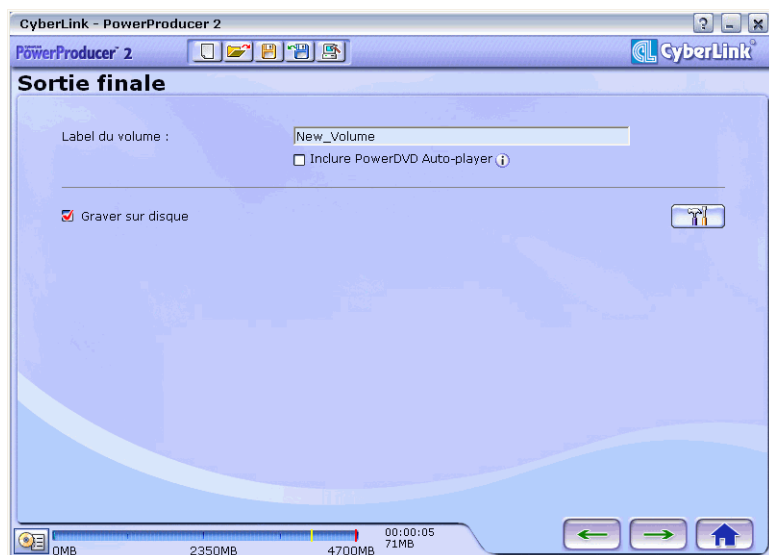 CyberLink - PowerProducer 2
PowerProducer 2
CyberLink
Sortie finale
Label du volume :
New_Volume
Inclure PowerDVD Auto-player
Graver sur disque
0MB
2350MB
4700MB
00:00:05
71MB